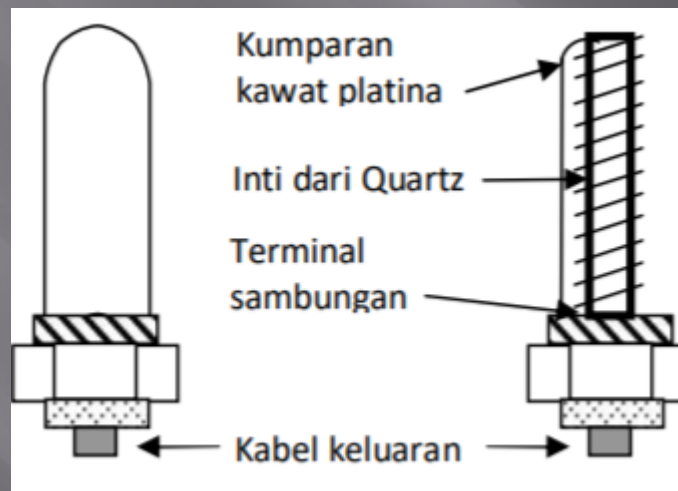 Kumparan
kawat platina
Inti dari Quartz
Terminal
sambungan
Kabel keluaran